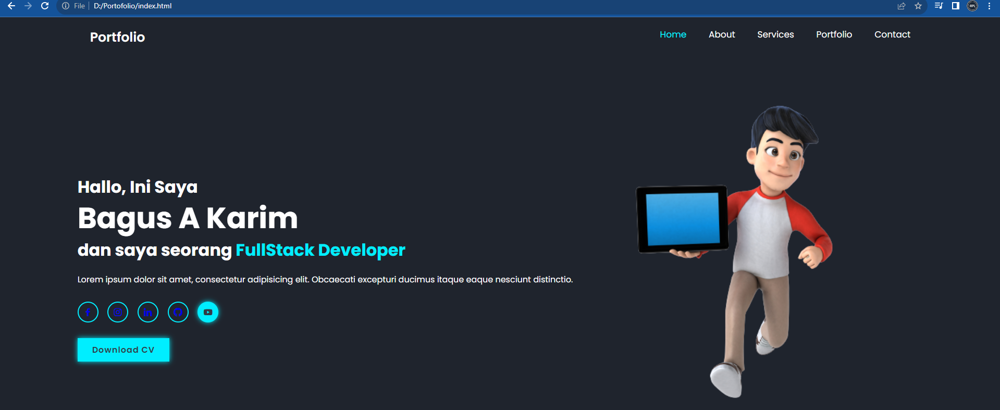 File D:/Portofolio/index.html
RPL
Portfolio
Home About Services Portfolio Contact
Hallo, Ini Saya
Bagus A Karim
dan saya seorang FullStack Developer
Lorem ipsum dolor sit amet, consectetur adipisicing elit. Obcaecati excepturi ducimus itaque eaque nesciunt distinctio.
Download CV